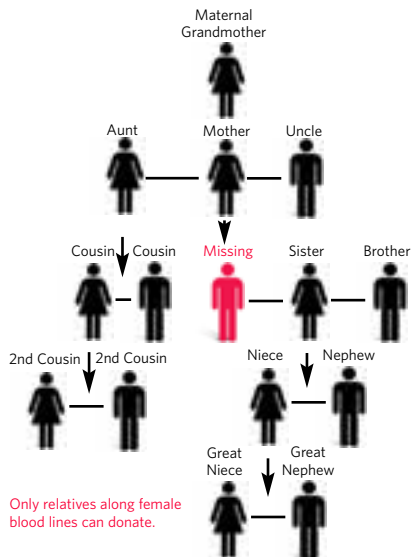 Maternal
Grandmother
Aunt
Mother
Uncle
Cousin
Cousin
Missing
Sister
Brother
2nd Cousin
2nd Cousin
Niece
Nephew
Great
Niece
Great
Nephew
Only relatives along female
blood lines can donate.